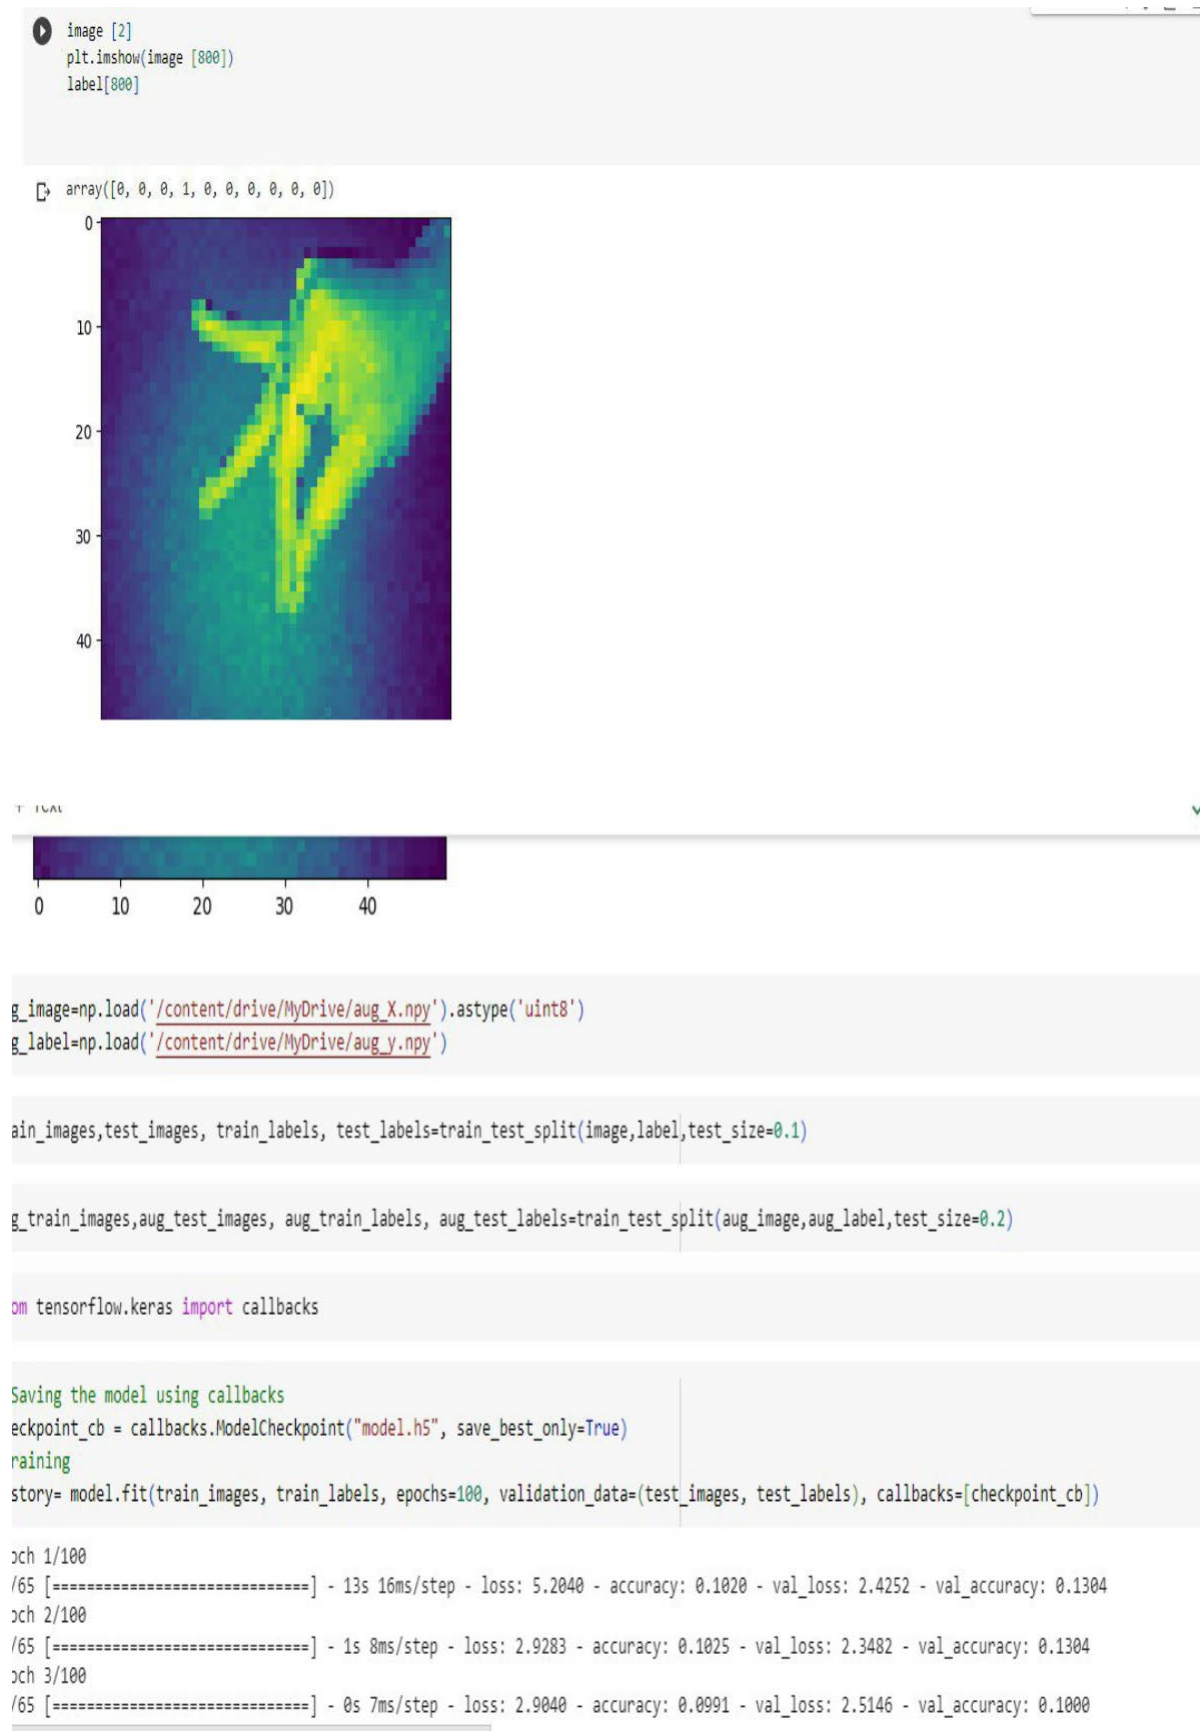 image [2]
plt.imshow(image [800])
label[800]
array([0, 0, 0, 1, 0, 0, 0, 0, 0, 0])
0
10
20
30
40
0 10 20 30 40
g_image=np.load('/content/drive/MyDrive/aug_X.npy').astype('uint8')
g_label=np.load('/content/drive/MyDrive/aug_y.npy')
ain_images,test_images, train_labels, test_labels=train_test_split(image,label,test_size=0.1)
g_train_images,aug_test_images, aug_train_labels, aug_test_labels=train_test_split(aug_image,aug_label,test_size=0.2)
om tensorflow.keras import callbacks
Saving the model using callbacks
eckpoint_cb = callbacks.ModelCheckpoint("model.h5", save_best_only=True)
raining
story= model.fit(train_images, train_labels, epochs=100, validation_data=(test_images, test_labels), callbacks=[checkpoint_cb])
och 1/100
/65 [==============================] - 13s 16ms/step - loss: 5.2040 - accuracy: 0.1020 - val_loss: 2.4252 - val_accuracy: 0.1304
och 2/100
/65 [==============================] - 1s 8ms/step - loss: 2.9283 - accuracy: 0.1025 - val_loss: 2.3482 - val_accuracy: 0.1304
och 3/100
/65 [==============================] - 0s 7ms/step - loss: 2.9040 - accuracy: 0.0991 - val_loss: 2.5146 - val_accuracy: 0.1000